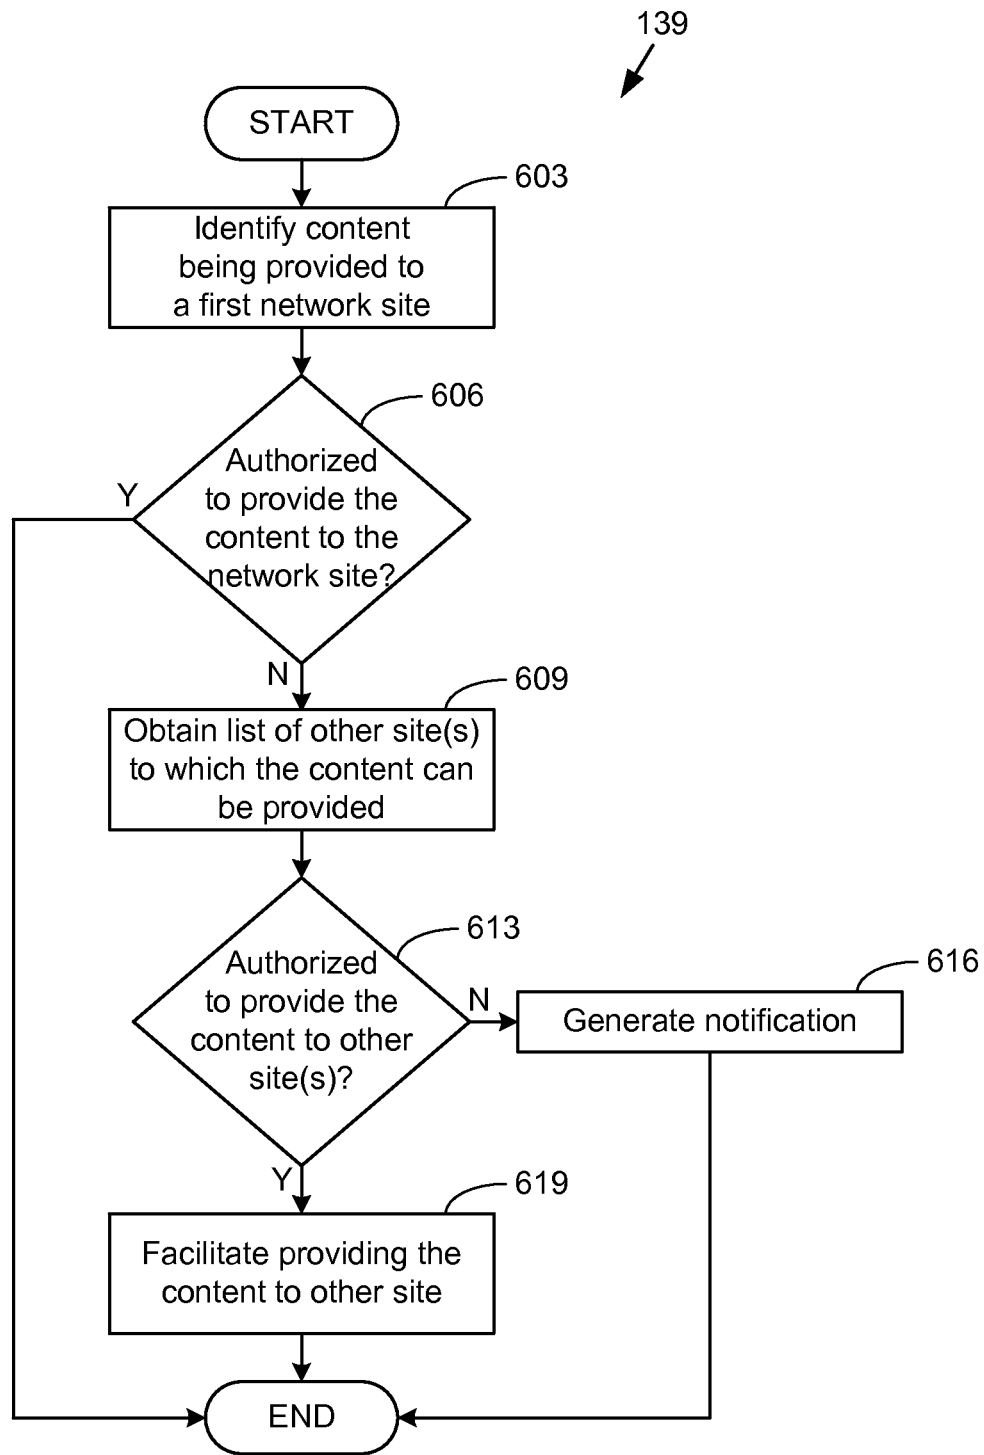 139
START
603
Identify content
being provided to
a first network site
606
Authorized
to provide the
content to the
network site?
Y
N
609
Obtain list of other site(s)
to which the content can
be provided
613
Authorized
to provide the
content to other
site(s)?
N
616
Generate notification
Y
619
Facilitate providing the
content to other site
END